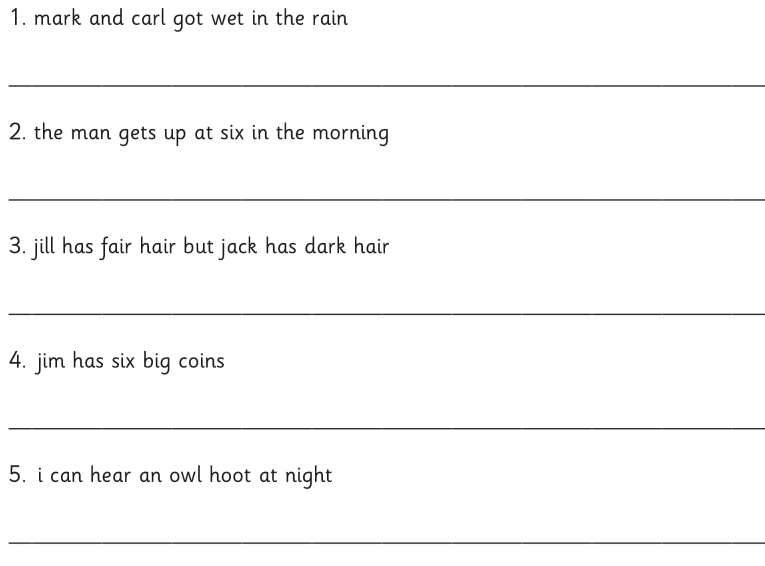 1. mark and carl got wet in the rain
2. the man gets up at six in the morning
3. jill has fair hair but jack has dark hair
4. jim has six big coins
5. i can hear an owl hoot at night